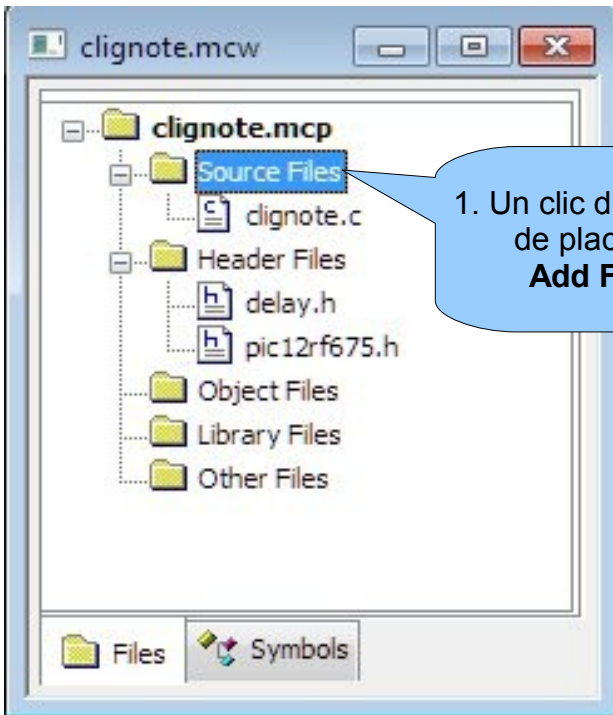 clignote.mcw
clignote.mcp
Source Files
clignote.c
Header Files
delay.h
pic12rf675.h
Object Files
Library Files
Other Files
1. Un clic
de
Add
Files
Symbols